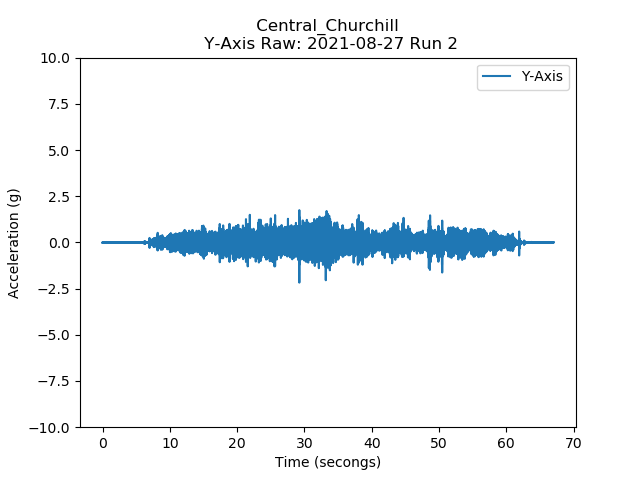 Central_Churchill
Y-Axis Raw: 2021-08-27 Run 2
10.0
7.5
5.0
2.5
0.0
−2.5
−5.0
−7.5
−10.0
Acceleration (g)
Y-Axis
0 10 20 30 40 50 60 70
Time (secongs)